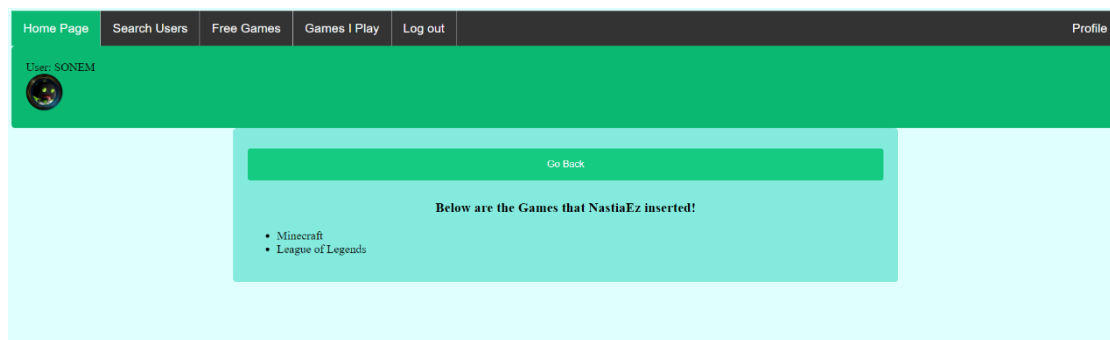 Home Page Search Users Free Games Games I Play Log out Profile
User: SONEM
Go Back
Below are the Games that NastiaEz inserted!
• Minecraft
• League of Legends